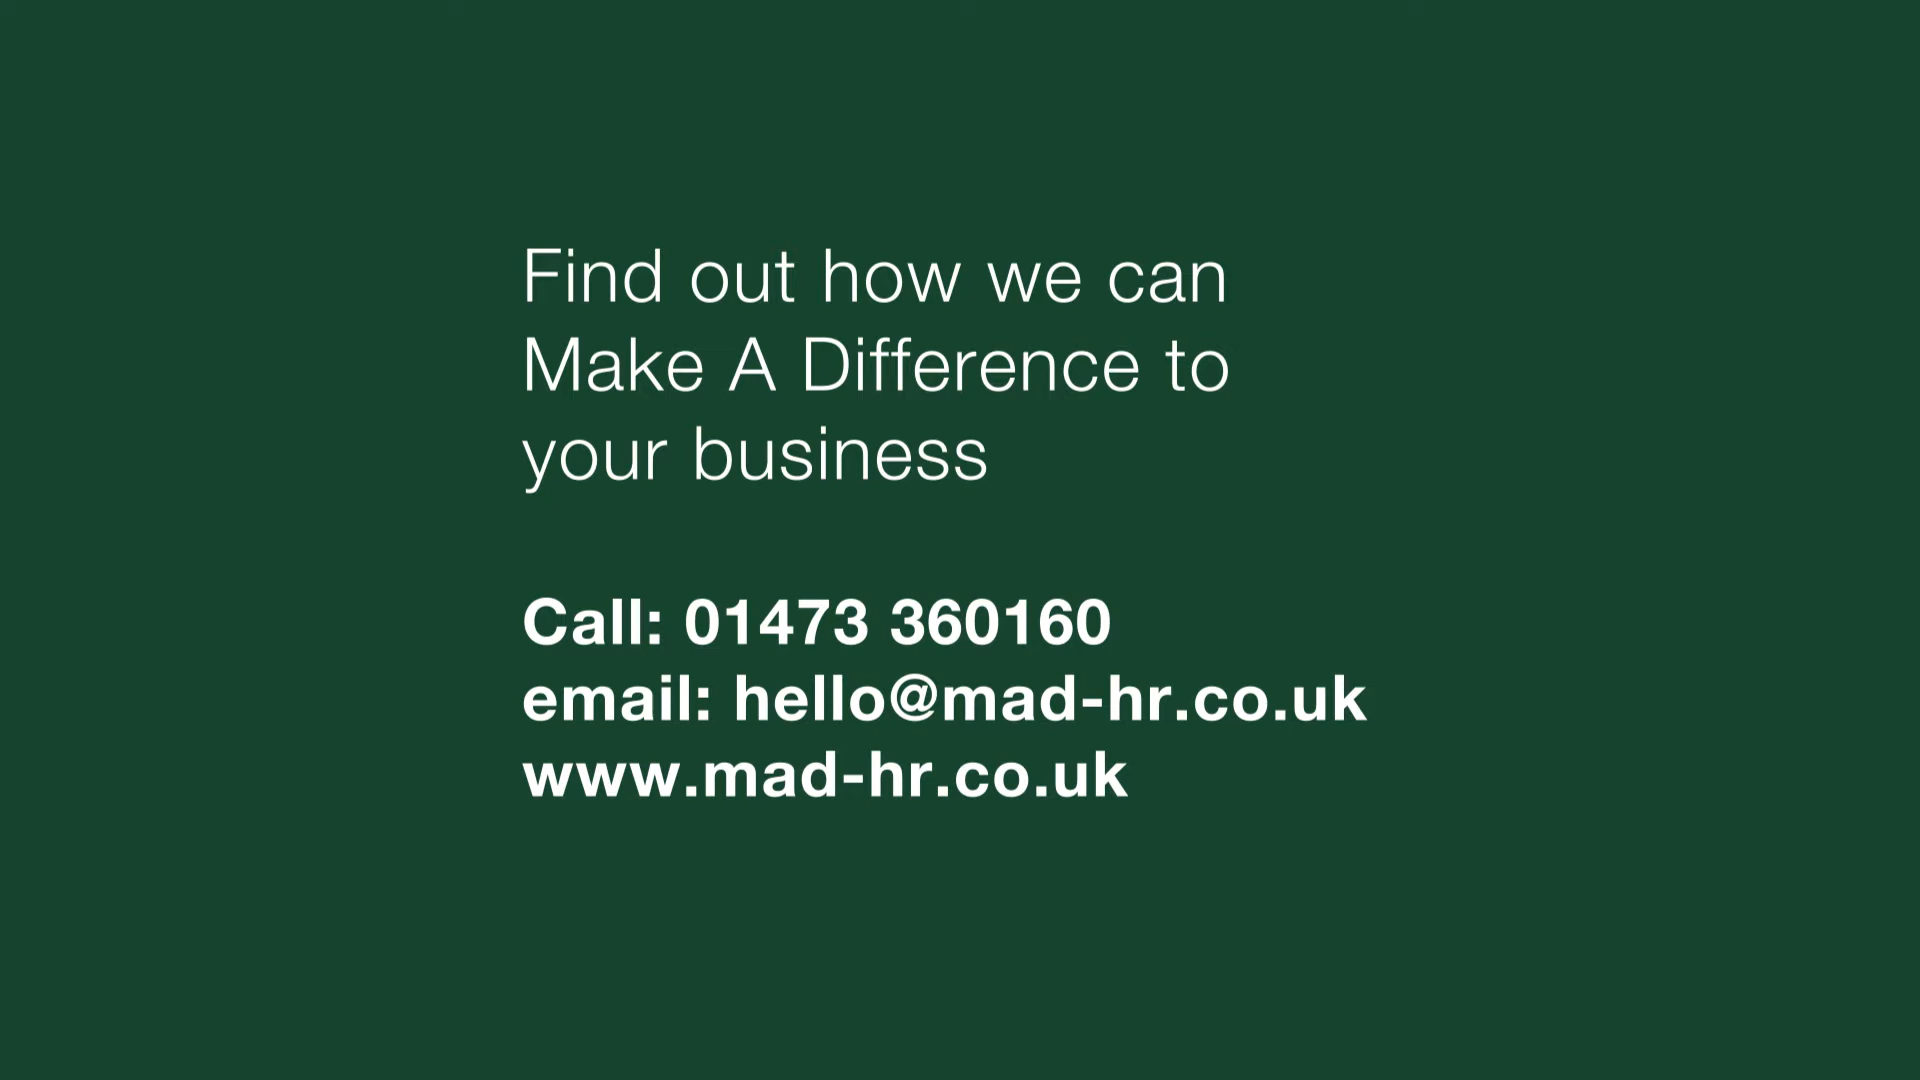 Find out how we can
Make A Difference to
your business
Call: 01473 360160
email: hello@mad-hr.co.uk
www.mad-hr.co.uk